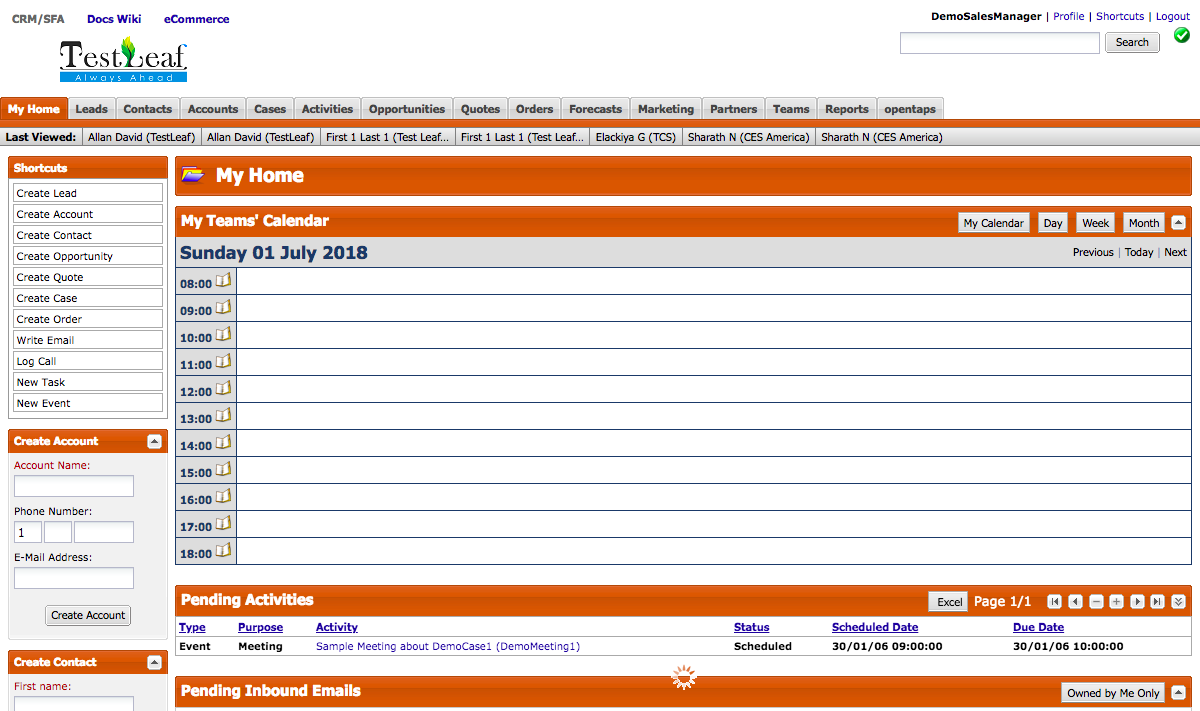 CRM/SFA Docs Wiki eCommerce
DemoSalesManager | Profile | Shortcuts | Logout
TestLeaf
Always Ahead
Search
My Home Leads Contacts Accounts Cases Activities Opportunities Quotes Orders Forecasts Marketing Partners Teams Reports opentaps
Last Viewed: Allan David (TestLeaf) Allan David (TestLeaf) First 1 Last 1 (Test Leaf... First 1 Last 1 (Test Leaf... Elackiya G (TCS) Sharath N (CES America) Sharath N (CES America)
Shortcuts
Create Lead
Create Account
Create Contact
Create Opportunity
Create Quote
Create Case
Create Order
Write Email
Log Call
New Task
New Event
Create Account
Account Name:
Phone Number:
1
E-Mail Address:
Create Account
Create Contact
First name:
My Home
My Teams' Calendar My Calendar Day Week Month
Sunday 01 July 2018 Previous | Today | Next
08:00
09:00
10:00
11:00
12:00
13:00
14:00
15:00
16:00
17:00
18:00
Pending Activities Excel Page 1/1
Type Purpose Activity Status Scheduled Date Due Date
Event Meeting Sample Meeting about DemoCase1 (DemoMeeting1) Scheduled 30/01/06 09:00:00 30/01/06 10:00:00
Pending Inbound Emails Owned by Me Only